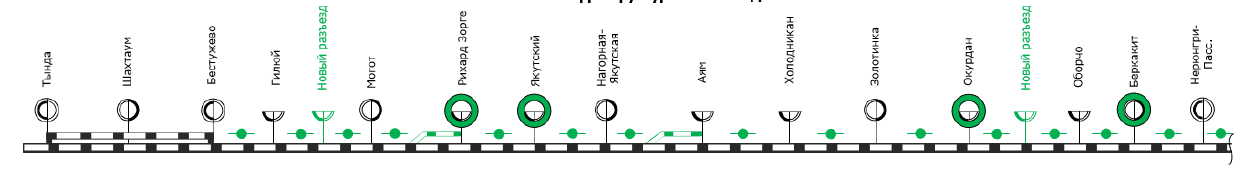 Тында
Шахтаум
Бестужево
Гилюй
Новый разъезд
Могот
Рихард Зорге
Якутский
Нагорная-
Якутская
Аям
Холодникан
Золотинка
Окурдан
Новый разъезд
Оборчо
Беркакит
Нерюнгри-
Пасс.